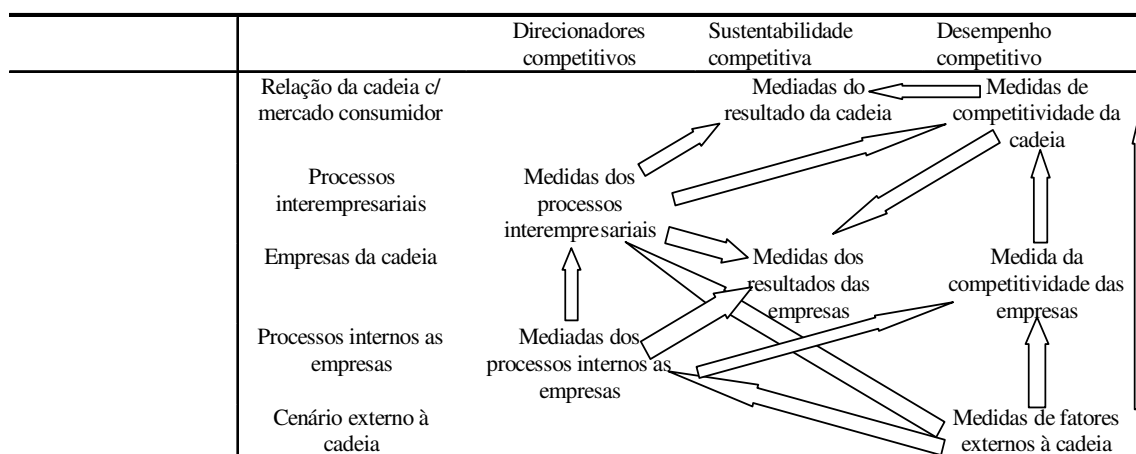 Direcionadores
competitivos
Sustentabilidade
competitiva
Desempenho
competitivo
Relação da cadeia c/
mercado consumidor
Mediadas do
resultado da cadeia
Medidas de
competitividade da
cadeia
Processos
interempresariais
Medidas dos
processos
interempresariais
Empresas da cadeia
Medidas dos
resultados das
empresas
Medida da
competitividade das
empresas
Processos internos as
empresas
Mediadas dos
processos internos as
empresas
Cenário externo à
cadeia
Medidas de fatores
externos à cadeia